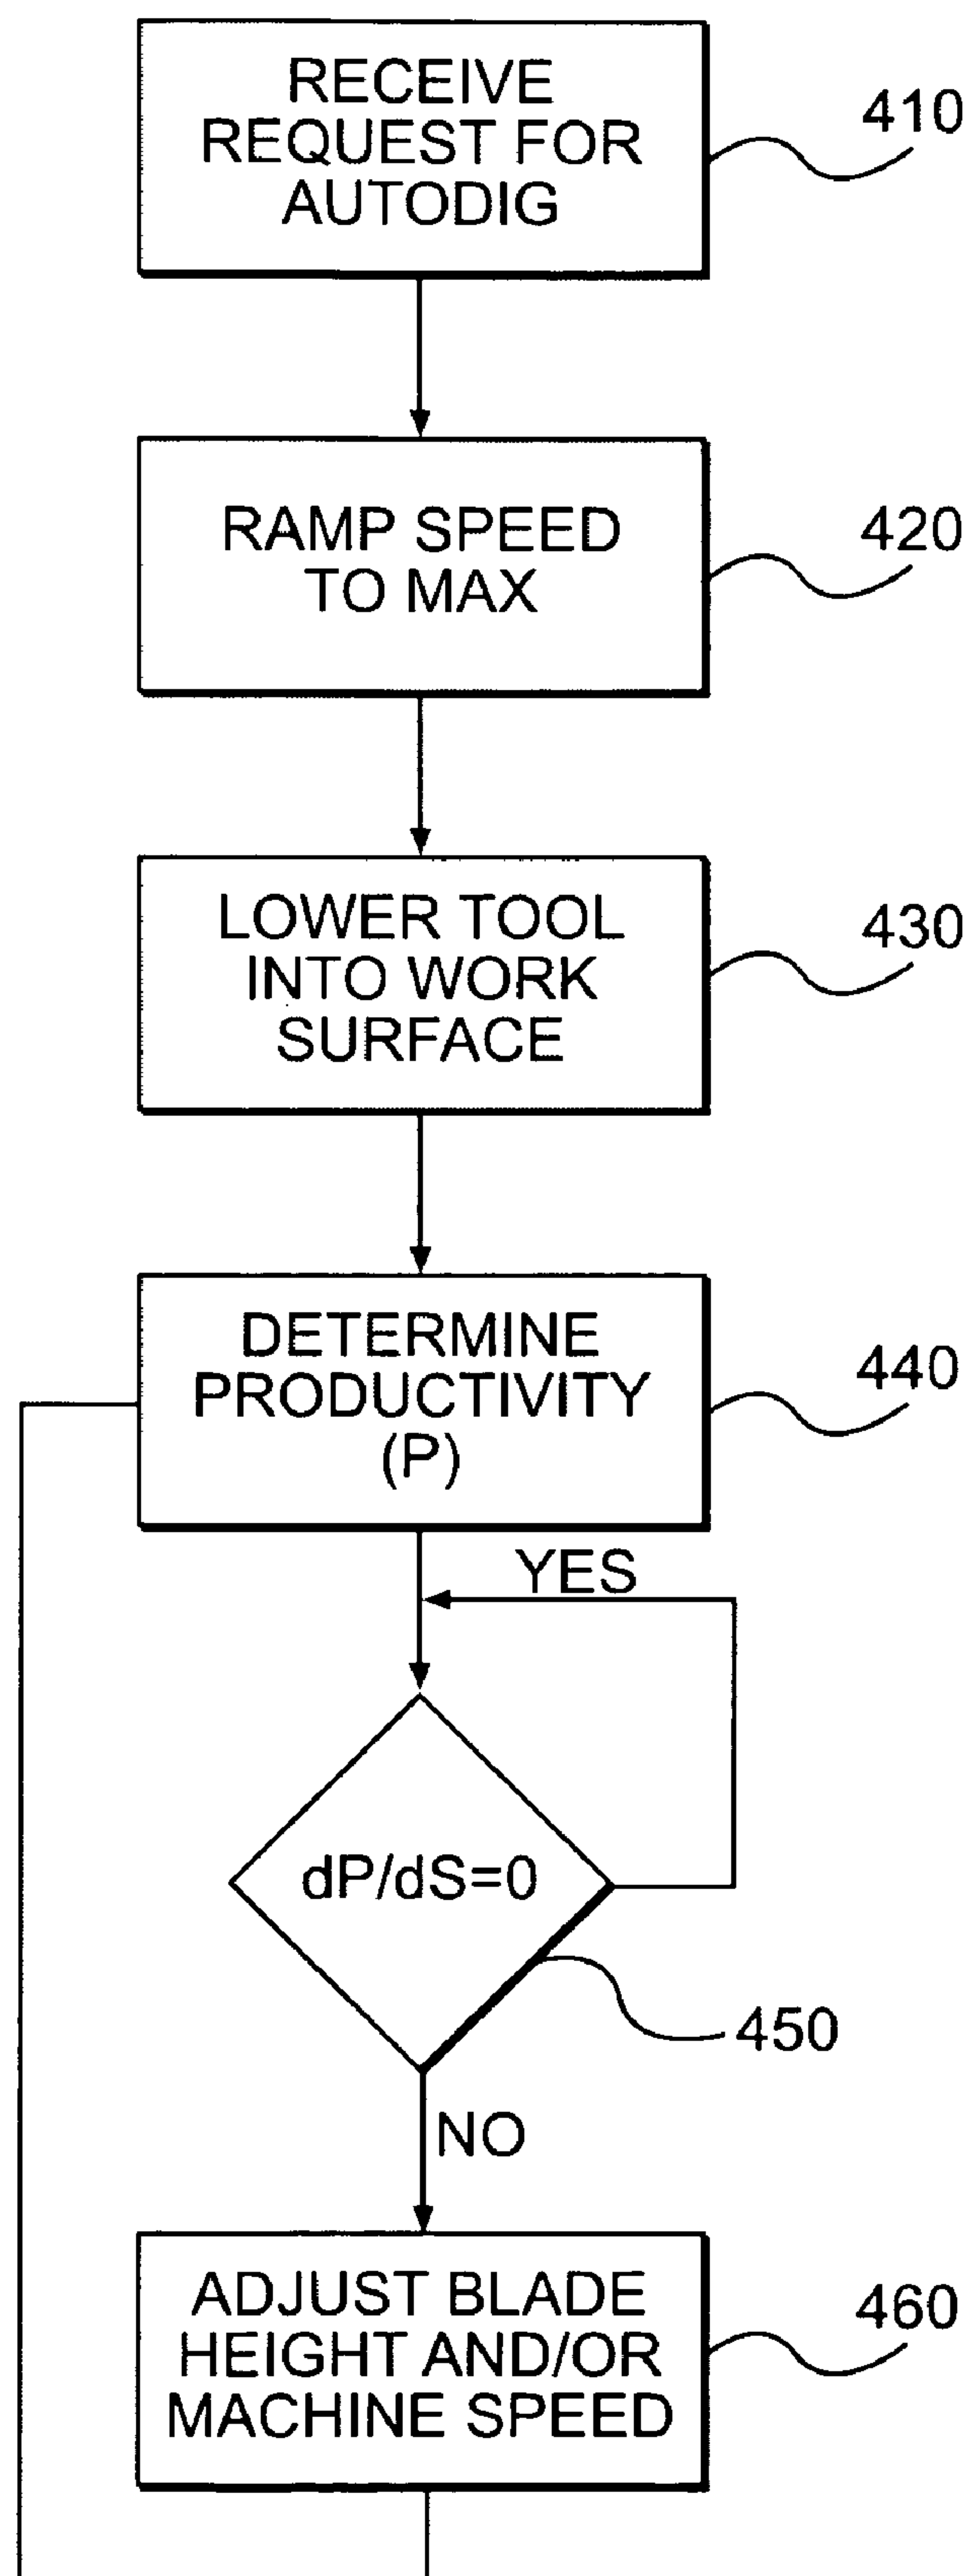 RECEIVE
REQUEST FOR
AUTODIG
410
RAMP SPEED
TO MAX
420
LOWER TOOL
INTO WORK
SURFACE
430
DETERMINE
PRODUCTIVITY
(P)
440
YES
dP/dS=0
450
NO
ADJUST BLADE
HEIGHT AND/OR
MACHINE SPEED
460